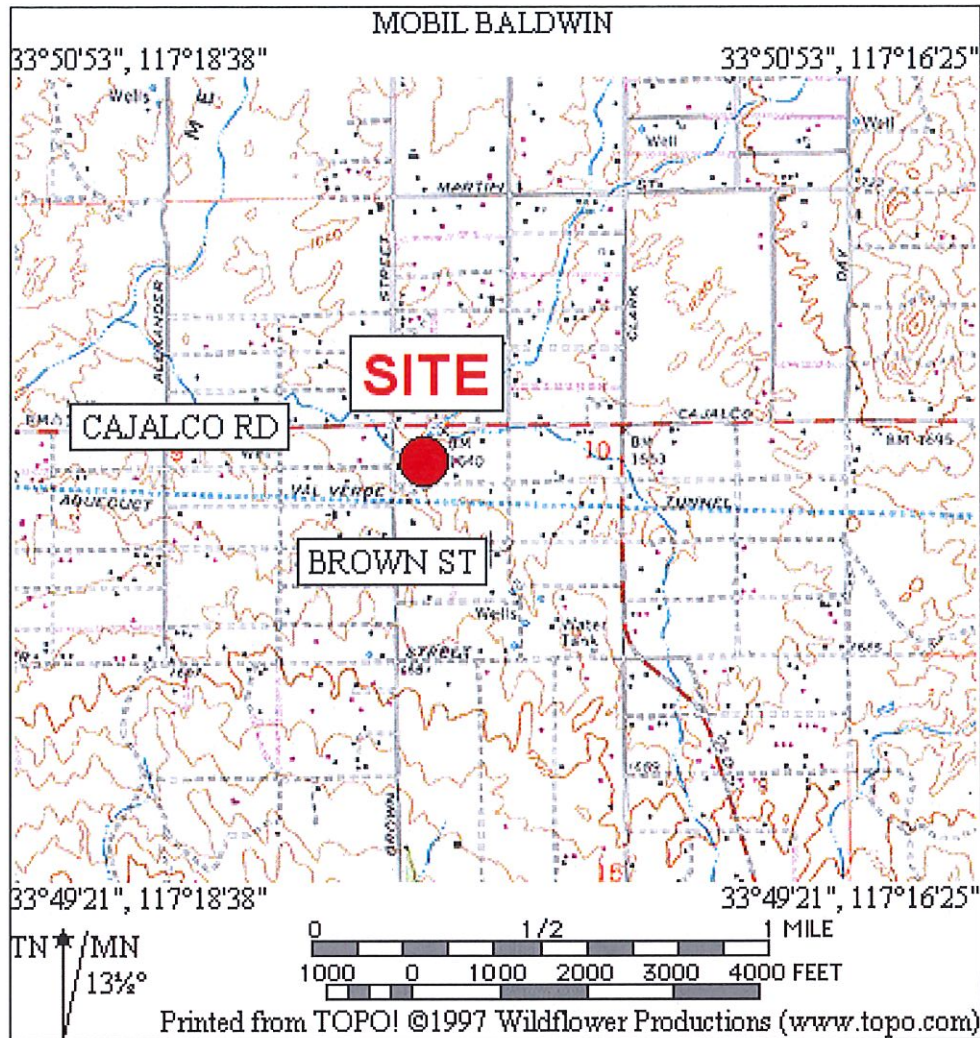 MOBIL BALDWIN
33°50'53", 117°18'38" 33°50'53", 117°16'25"
Wells
Well
Well
MARTIN ST
1640
STREET
ALEXANDER
CLARK
DAY
1640
SITE
CAJALCO RD
CAJALCO
BM
1640
10
BM
1653
BM 1695
VAL VERDE
AQUEDUCT
TUNNEL
BROWN ST
Wells
Water
Tank
STREET
BROWN
33°49'21", 117°18'38" 33°49'21", 117°16'25"
TN MN
13½°
0 1/2 1 MILE
1000 0 1000 2000 3000 4000 FEET
Printed from TOPO! ©1997 Wildflower Productions (www.topo.com)